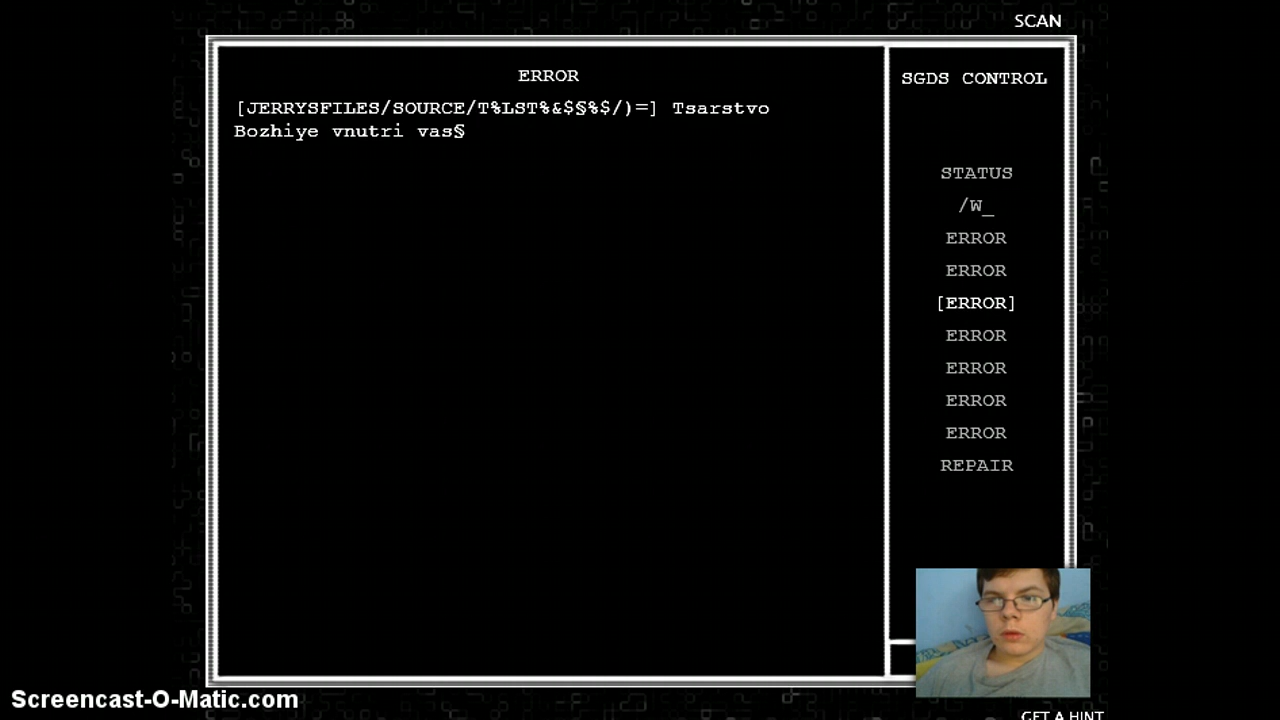 SCAN
ERROR
[JERRYSFILES/SOURCE/T%LST%&$§%$/)=] Tsarstvo
Bozhiye vnutri vas§
SGDS CONTROL
STATUS
/W_
ERROR
ERROR
[ERROR]
ERROR
ERROR
ERROR
ERROR
REPAIR
Screencast-O-Matic.com
GET A HINT